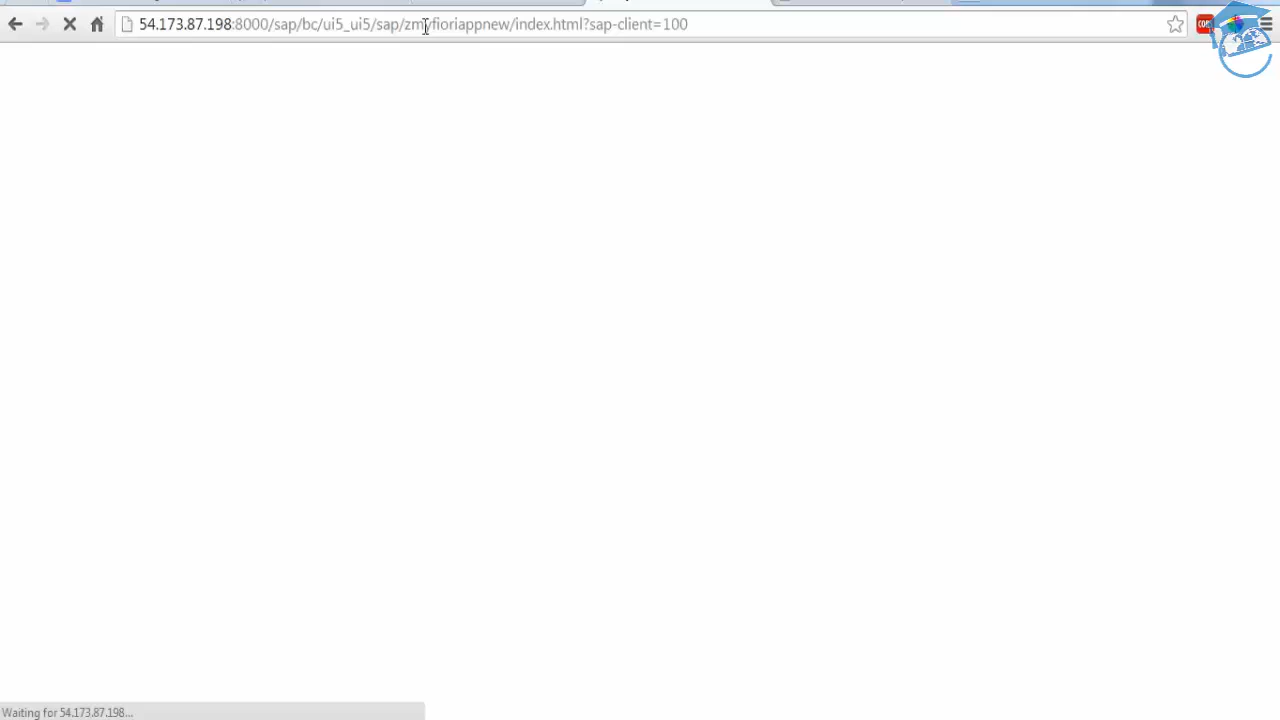 54.173.87.198:8000/sap/bc/ui5_ui5/sap/zmyfioriappnew/index.html?sap-client=100
Waiting for 54.173.87.198...